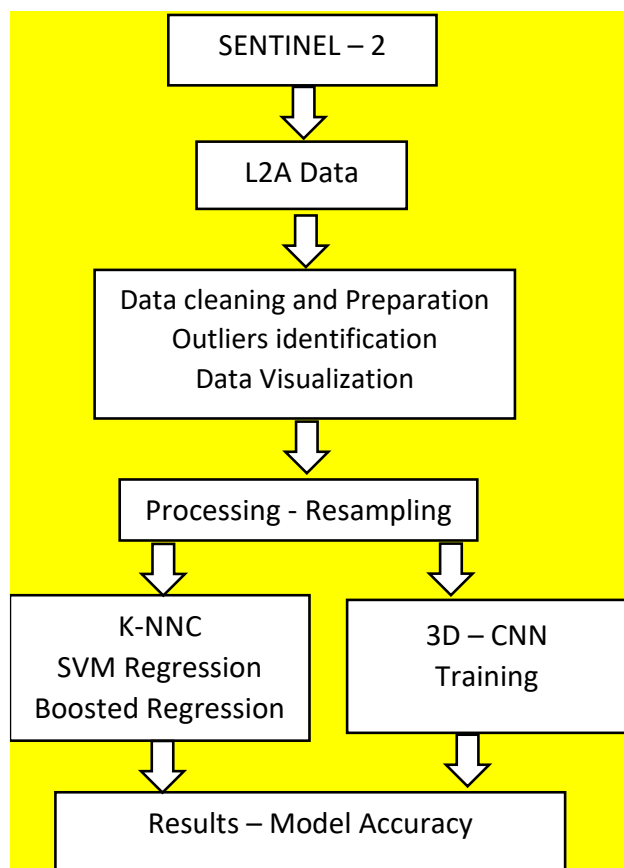 SENTINEL – 2
L2A Data
Data cleaning and Preparation
Outliers identification
Data Visualization
Processing - Resampling
K-NNC
SVM Regression
Boosted Regression
3D – CNN
Training
Results – Model Accuracy